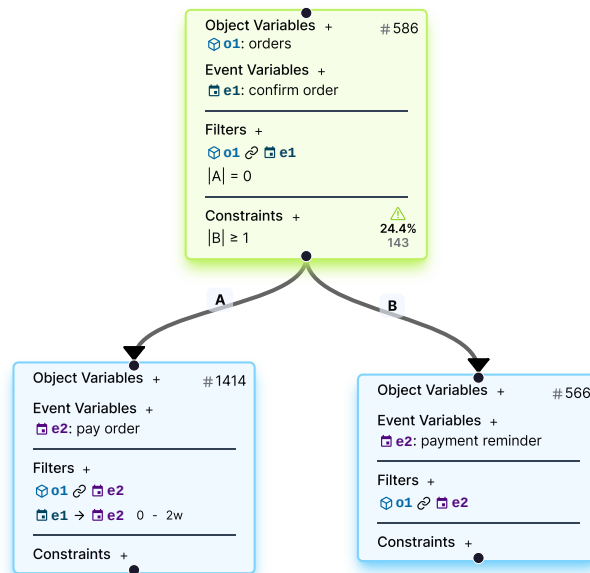 Object Variables +
# 586
o1: orders
Event Variables +
e1: confirm order
Filters +
o1 e1
|A| = 0
Constraints +
24.4%
|B| ≥ 1
143
A
B
Object Variables +
# 1414
Event Variables +
e2: pay order
Filters +
o1 e2
e1 → e2 0 - 2w
Constraints +
Object Variables +
# 566
Event Variables +
e2: payment reminder
Filters +
o1 e2
Constraints +